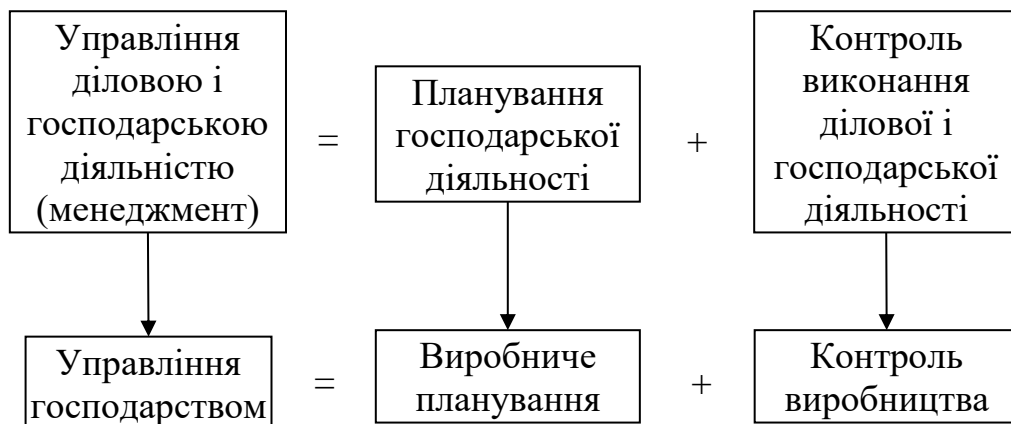 Управління
діловою і
господарською
діяльністю
(менеджмент)
=
Планування
господарської
діяльності
+
Контроль
виконання
ділової і
господарської
діяльності
Управління
господарством
=
Виробниче
планування
+
Контроль
виробництва